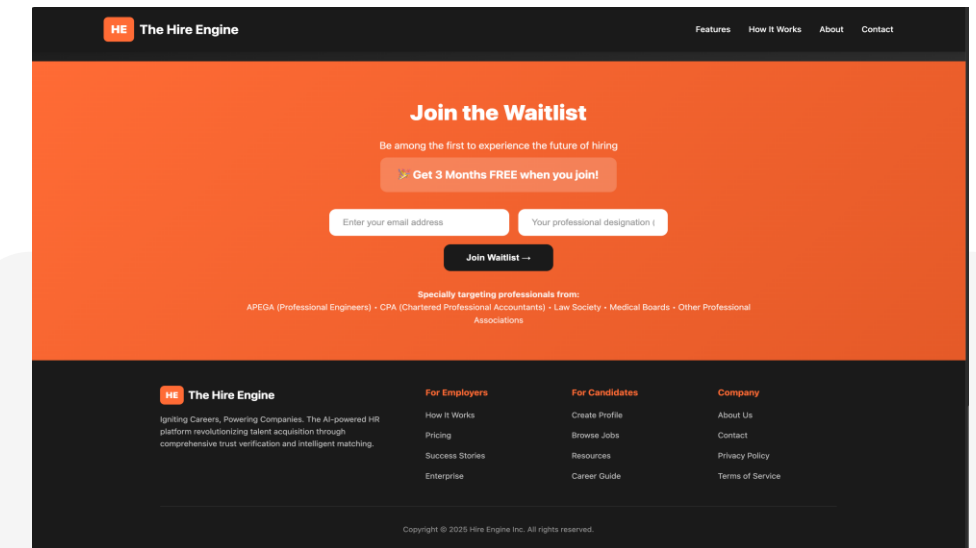 HE The Hire Engine
Features How It Works About Contact
Join the Waitlist
Be among the first to experience the future of hiring
🎉 Get 3 Months FREE when you join!
Enter your email address
Your professional designation (
Join Waitlist →
Specially targeting professionals from:
APEGA (Professional Engineers) • CPA (Chartered Professional Accountants) • Law Society • Medical Boards • Other Professional
Associations
HE The Hire Engine
Igniting Careers, Powering Companies. The AI-powered HR
platform revolutionizing talent acquisition through
comprehensive trust verification and intelligent matching.
For Employers
How It Works
Pricing
Success Stories
Enterprise
For Candidates
Create Profile
Browse Jobs
Resources
Career Guide
Company
About Us
Contact
Privacy Policy
Terms of Service
Copyright © 2025 Hire Engine Inc. All rights reserved.